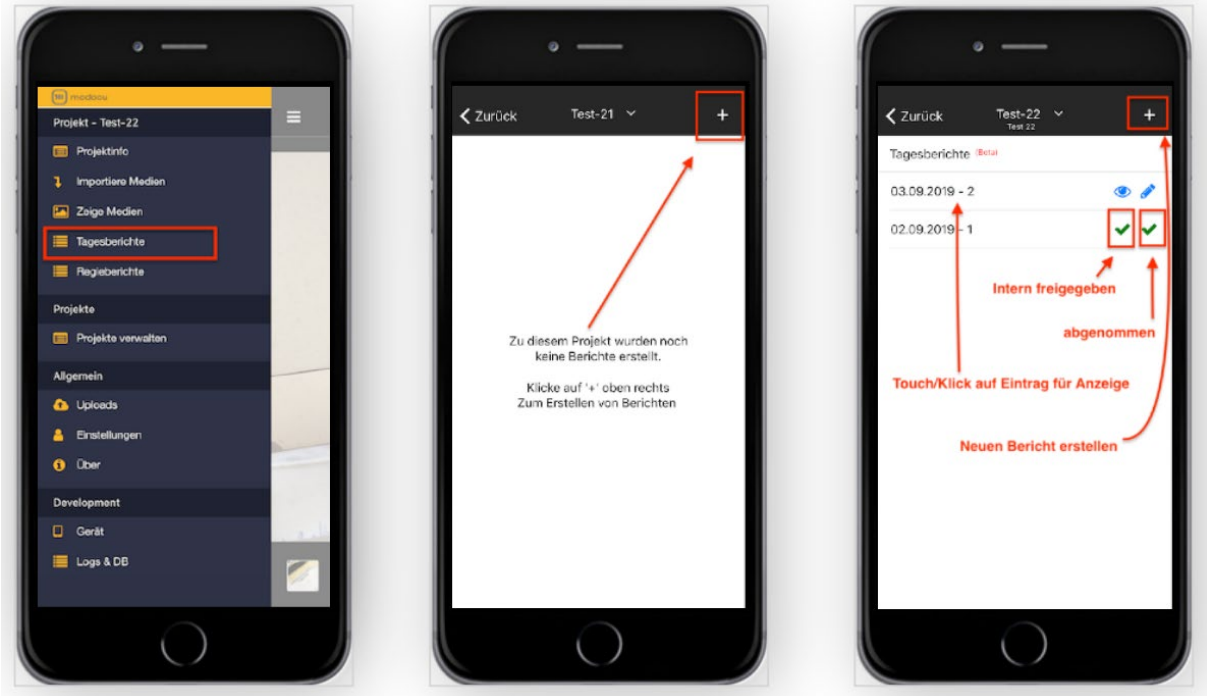 modocu
Projekt - Test-22
Projektinfo
Importiere Medien
Zeige Medien
Tagesberichte
Regieberichte
Projekte
Projekte verwalten
Allgemein
Uploads
Einstellungen
Über
Development
Gerät
Logs & DB
Zurück Test-21 +
Zu diesem Projekt wurden noch
keine Berichte erstellt.
Klicke auf '+' oben rechts
Zum Erstellen von Berichten
Zurück Test-22 +
Test 22
Tagesberichte (Beta)
03.09.2019 - 2
02.09.2019 - 1
Intern freigegeben
abgenommen
Touch/Klick auf Eintrag für Anzeige
Neuen Bericht erstellen